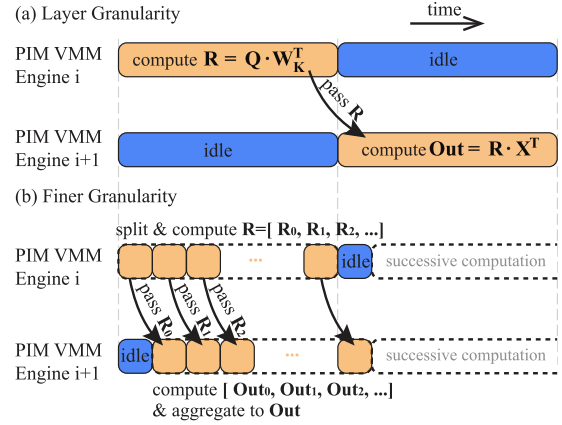 (a) Layer Granularity
time
PIM VMM
Engine i
compute R = Q · W_K^T
idle
pass R
PIM VMM
Engine i+1
idle
compute Out = R · X^T
(b) Finer Granularity
split & compute R=[ R₀, R₁, R₂, ...]
PIM VMM
Engine i
...
idle
successive computation
pass R₀
pass R₁
pass R₂
PIM VMM
Engine i+1
idle
...
successive computation
compute [ Out₀, Out₁, Out₂, ...]
& aggregate to Out